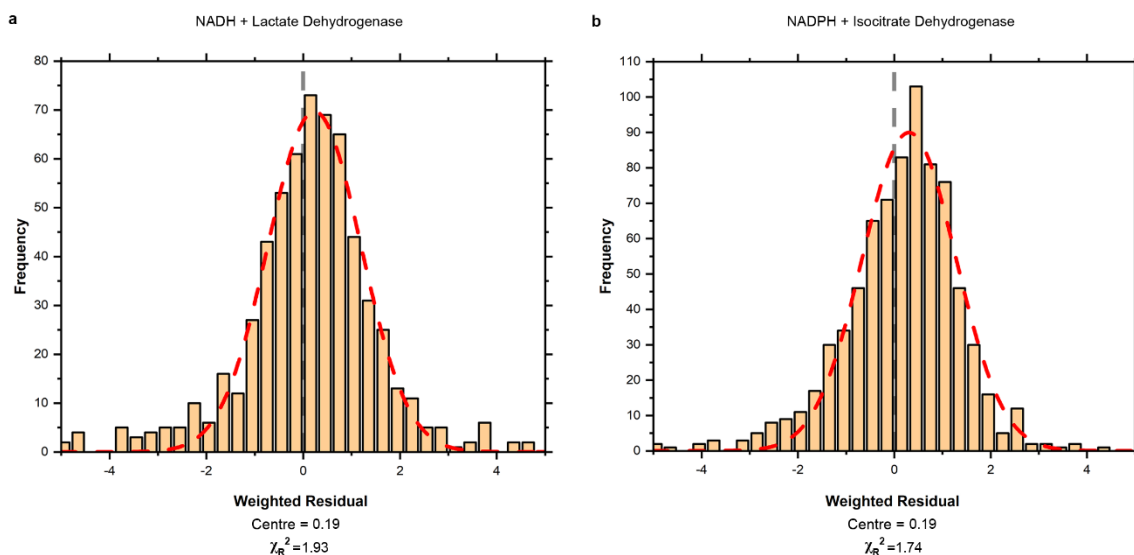 a
NADH + Lactate Dehydrogenase
80
70
60
50
40
30
20
10
0
Frequency
-4
-2
0
2
4
Weighted Residual
Centre = 0.19
χR² =1.93
b
NADPH + Isocitrate Dehydrogenase
110
100
90
80
70
60
50
40
30
20
10
0
Frequency
-4
-2
0
2
4
Weighted Residual
Centre = 0.19
χR² =1.74